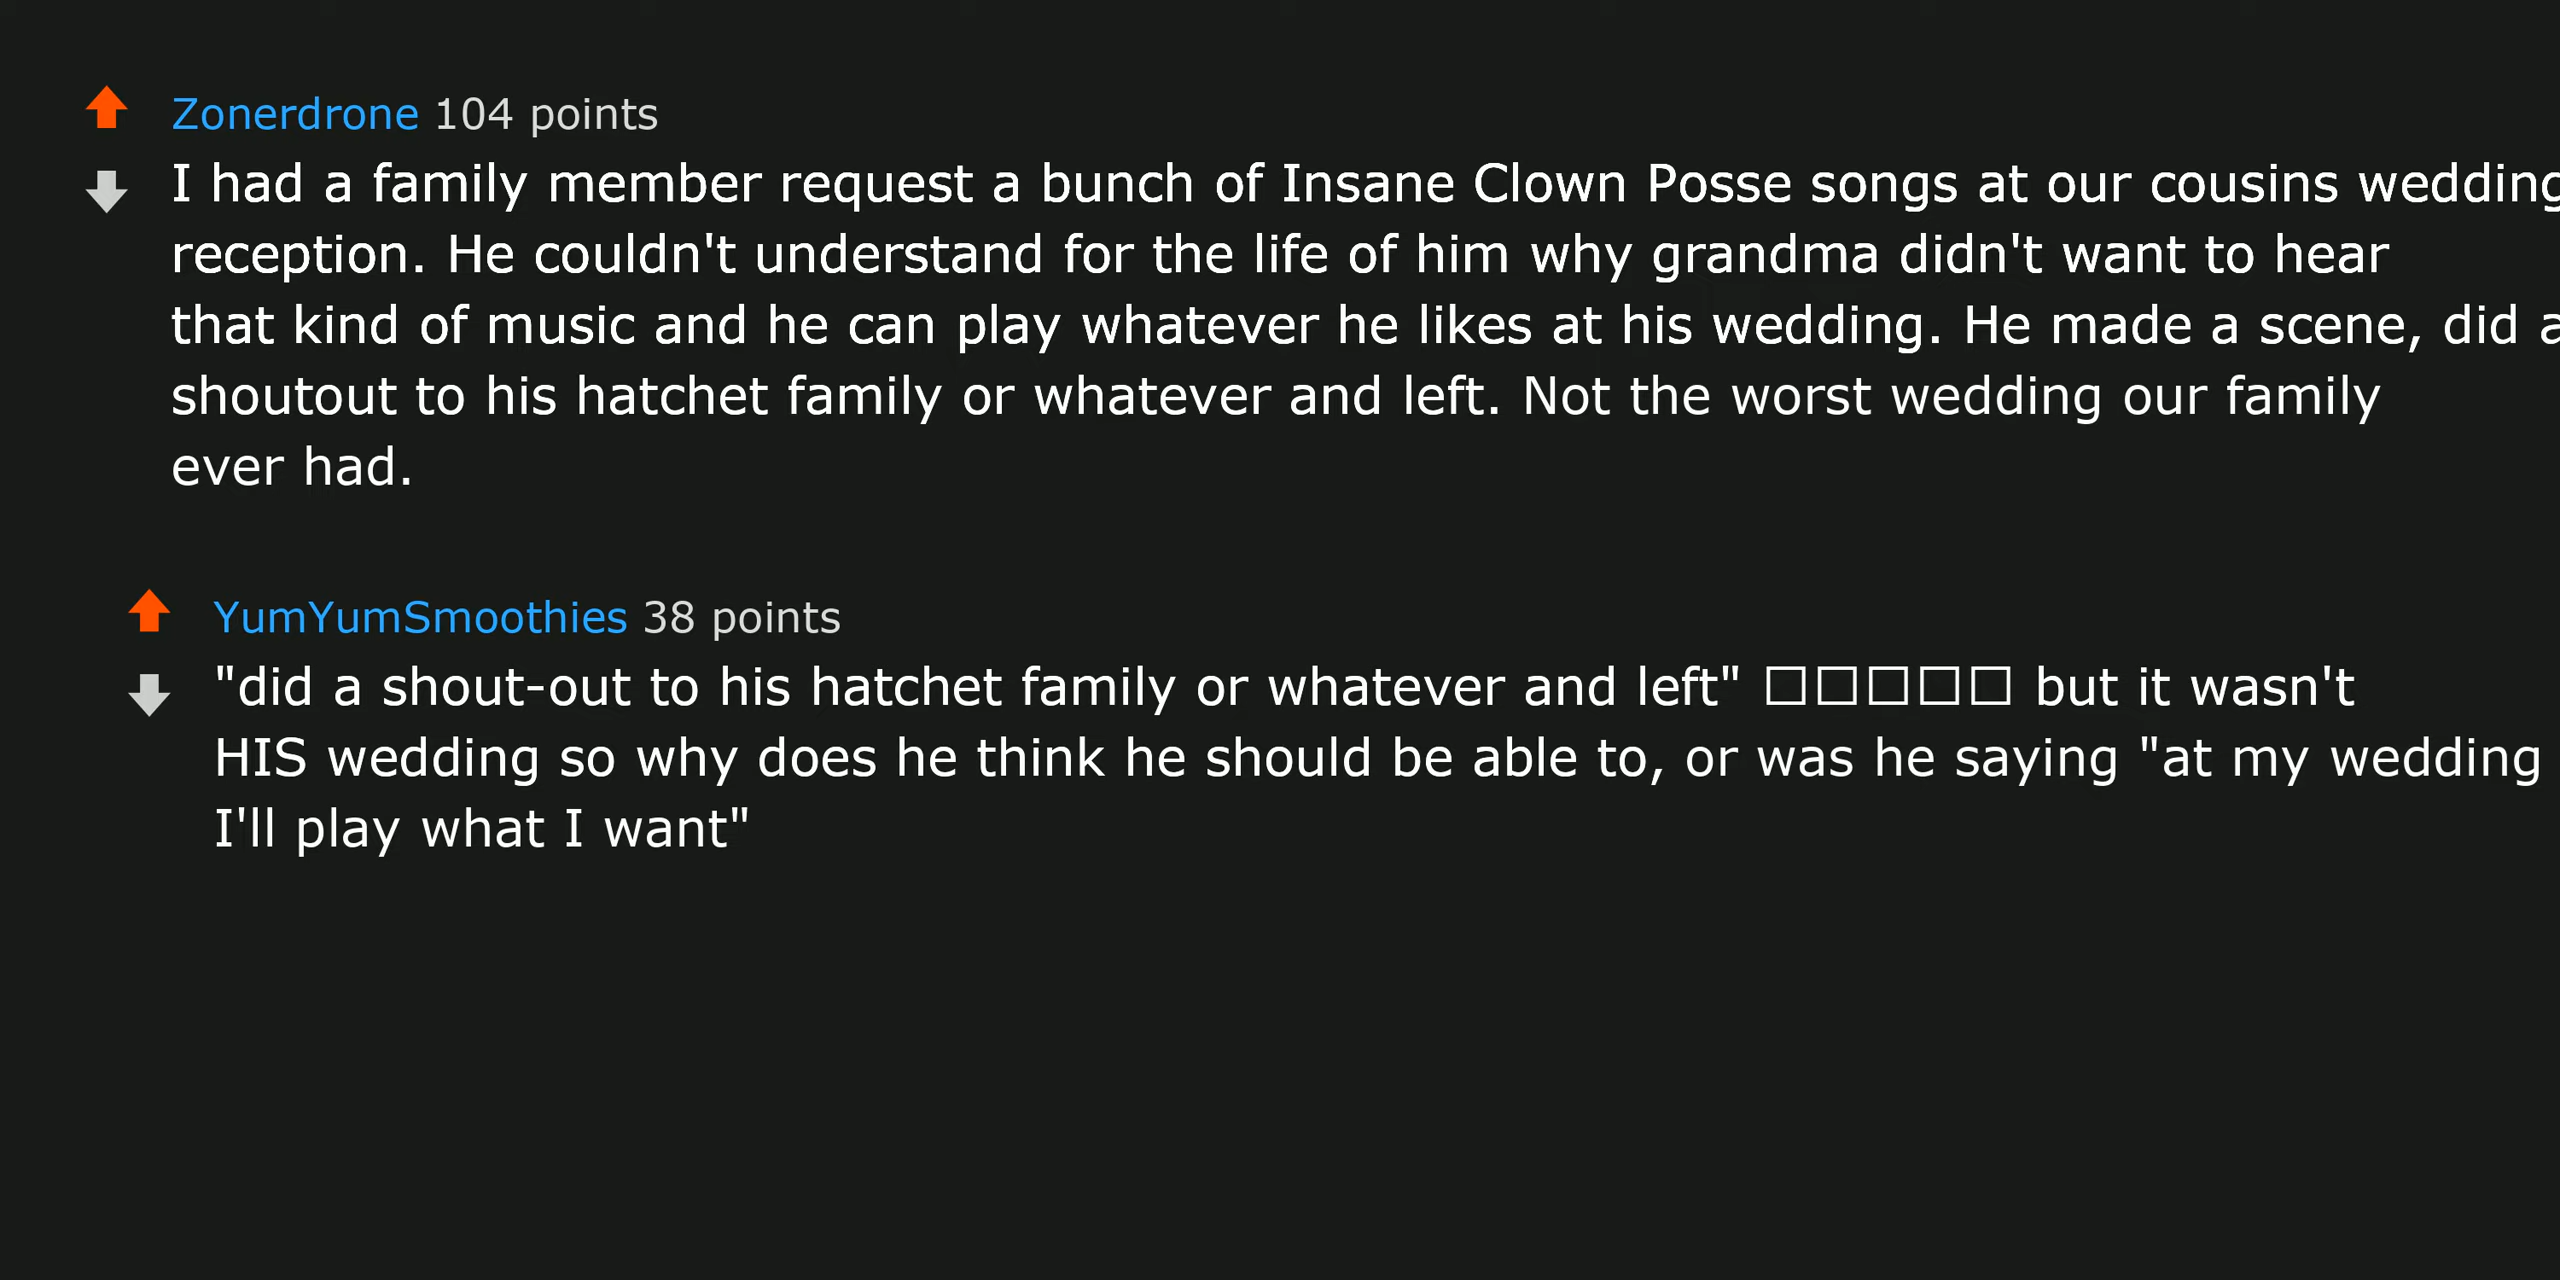 Zonerdrone 104 points
I had a family member request a bunch of Insane Clown Posse songs at our cousins wedding
reception. He couldn't understand for the life of him why grandma didn't want to hear
that kind of music and he can play whatever he likes at his wedding. He made a scene, did a
shoutout to his hatchet family or whatever and left. Not the worst wedding our family
ever had.
YumYumSmoothies 38 points
"did a shout-out to his hatchet family or whatever and left" □□□□□ but it wasn't
HIS wedding so why does he think he should be able to, or was he saying "at my wedding
I'll play what I want"